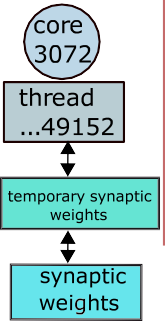 core
3072
thread
...49152
temporary synaptic
weights
synaptic
weights